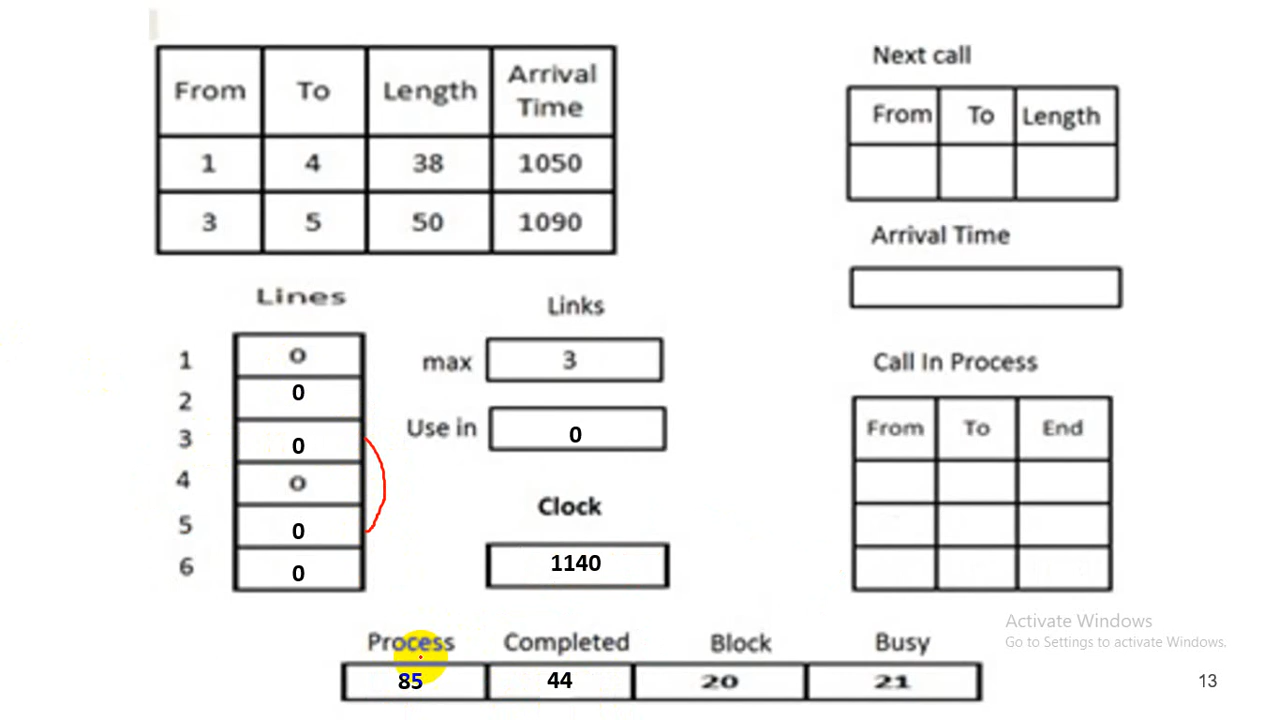 From To Length Arrival Time
1 4 38 1050
3 5 50 1090
Next call
From To Length
Arrival Time
Lines
1 0
2 0
3 0
4 0
5 0
6 0
Links
max 3
Use in 0
Clock
1140
Call In Process
From To End
Process Completed Block Busy
85 44 20 21
Activate Windows
Go to Settings to activate Windows.
13